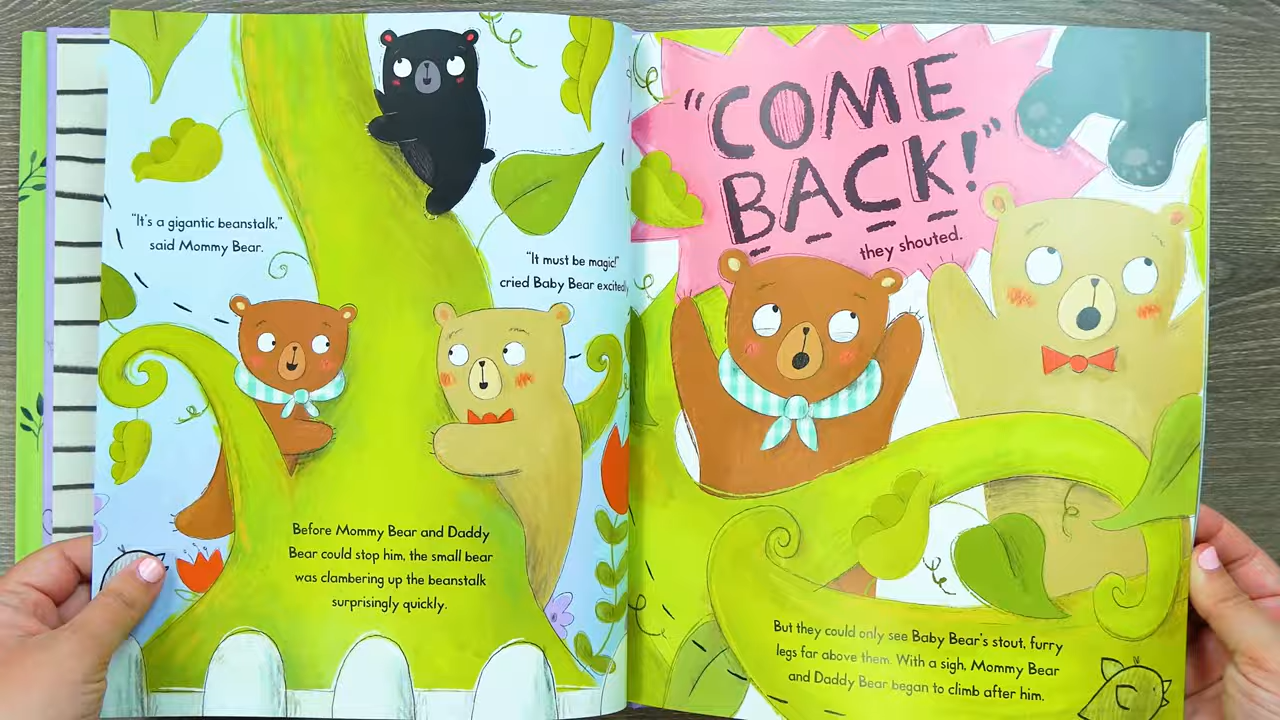 "It's a gigantic beanstalk,"
said Mommy Bear.
"It must be magic!"
cried Baby Bear
Before Mommy Bear and Daddy
Bear could stop him, the small bear
was clambering up the beanstalk
surprisingly quickly.
"COME
BACK!"
they shouted.
But they could only see Baby Bear's stout, furry
legs far above them. With a sigh, Mommy Bear
and Daddy Bear began to climb after him.